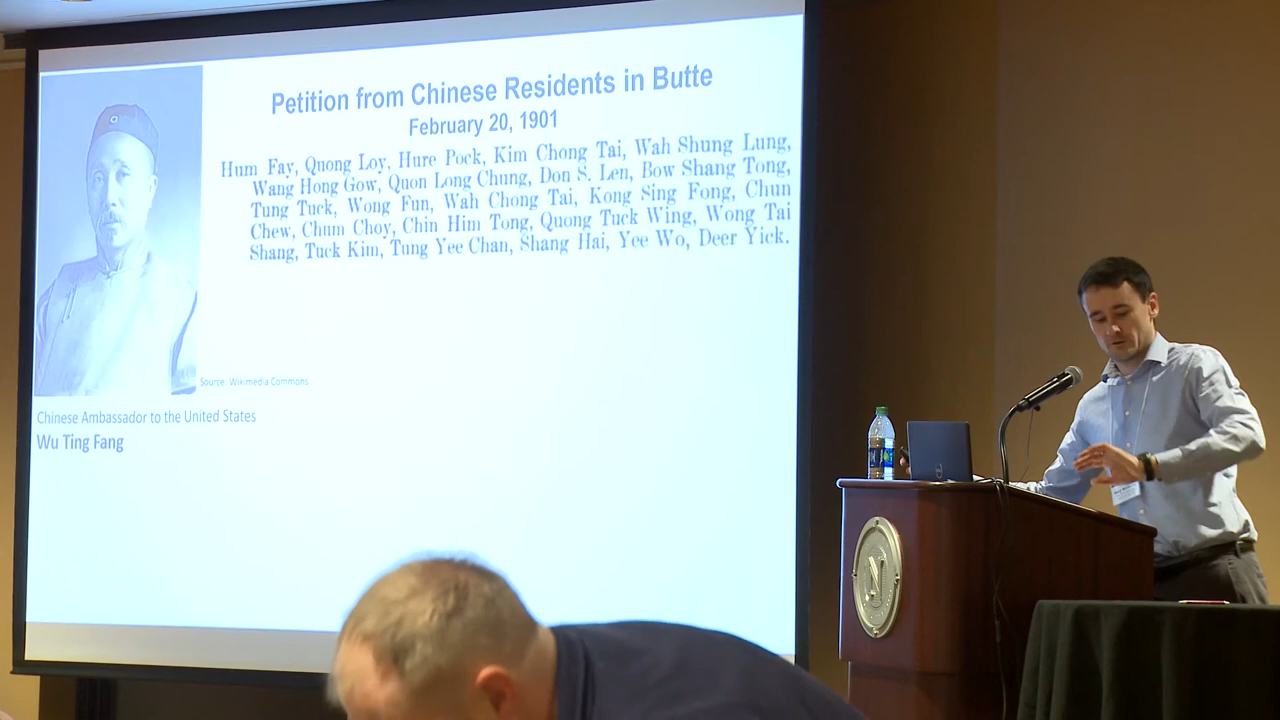 Petition from Chinese Residents in Butte
February 20, 1901
Hum Fay, Quong Loy, Hure Pock, Kim Chong Tai, Wah Shung Lung,
Wang Hong Gow, Quon Long Chung, Don S. Len, Bow Shang Tong,
Tung Tuck, Wong Fun, Wah Chong Tai, Kong Sing Fong, Chun
Chew, Chum Choy, Chin Him Tong, Quong Tuck Wing, Wong Tai
Shang, Tuck Kim, Tung Yee Chan, Shang Hai, Yee Wo, Deer Yick.
Source: Wikimedia Commons
Chinese Ambassador to the United States
Wu Ting Fang
N